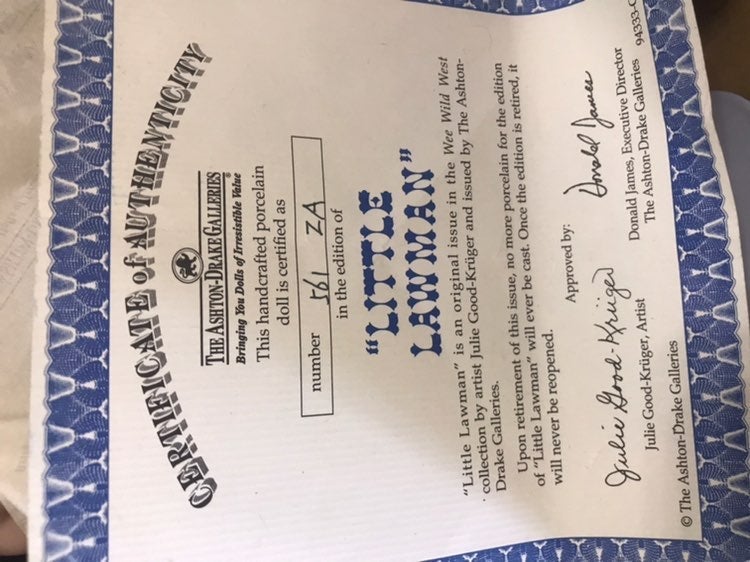 CERTIFICATE of AUTHENTICITY
THE ASHTON-DRAKE GALLERIES®
Bringing You Dolls of Irresistible Value
This handcrafted porcelain
doll is certified as
number 561 ZA
in the edition of
“LITTLE
LAWMAN”
“Little Lawman” is an original issue in the Wee Wild West
collection by artist Julie Good-Krüger and issued by The Ashton-
Drake Galleries.
Upon retirement of this issue, no more porcelain for the edition
of “Little Lawman” will ever be cast. Once the edition is retired, it
will never be reopened.
Approved by:
Julie Good-Krüger
Donald James
Julie Good-Krüger, Artist
Donald James, Executive Director
The Ashton-Drake Galleries
© The Ashton-Drake Galleries
94333-C